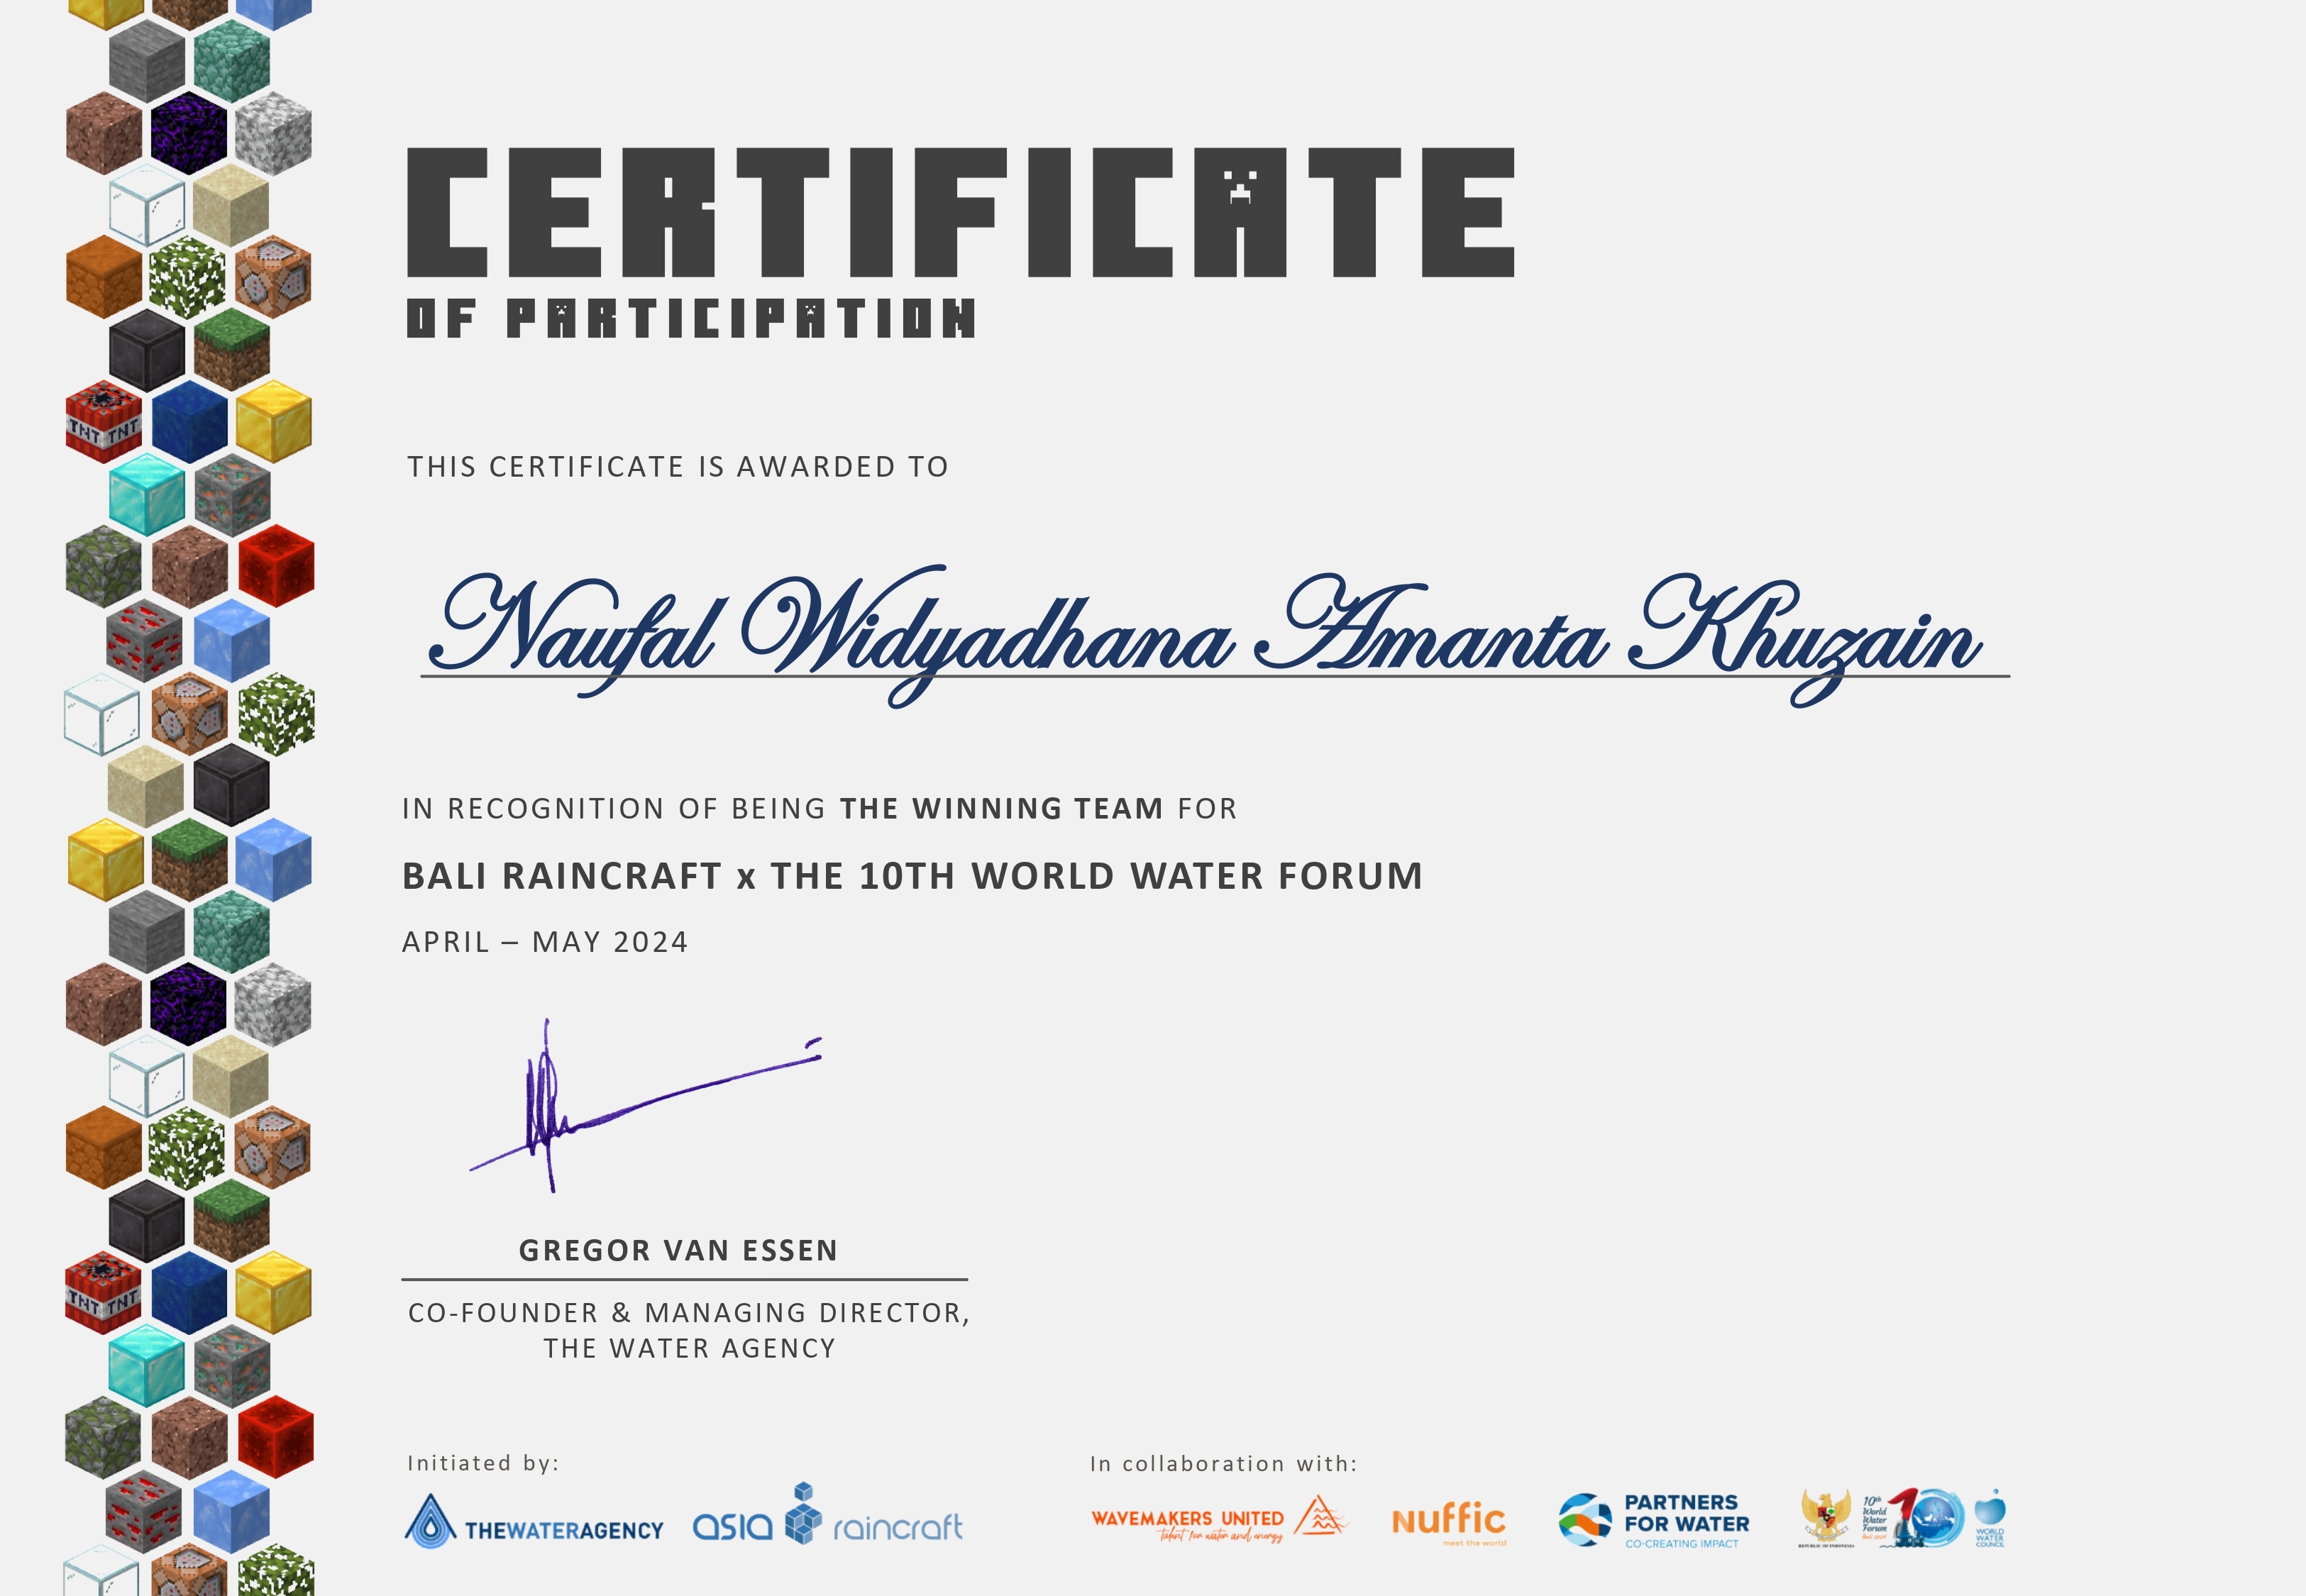 CERTIFICATE
OF PARTICIPATION
THIS CERTIFICATE IS AWARDED TO
Naufal Widyadhana Amanta Khuzain
IN RECOGNITION OF BEING THE WINNING TEAM FOR
BALI RAINCRAFT x THE 10TH WORLD WATER FORUM
APRIL – MAY 2024
GREGOR VAN ESSEN
CO-FOUNDER & MANAGING DIRECTOR,
THE WATER AGENCY
Initiated by:
THEWATERAGENCY
asia raincraft
In collaboration with:
WAVEMAKERS UNITED
talent for water and energy
nuffic
meet the world
PARTNERS
FOR WATER
CO-CREATING IMPACT
REPUBLIC OF INDONESIA
10th
World
Water
Forum
10
WORLD
WATER
COUNCIL
TNT TNT
TNT TNT